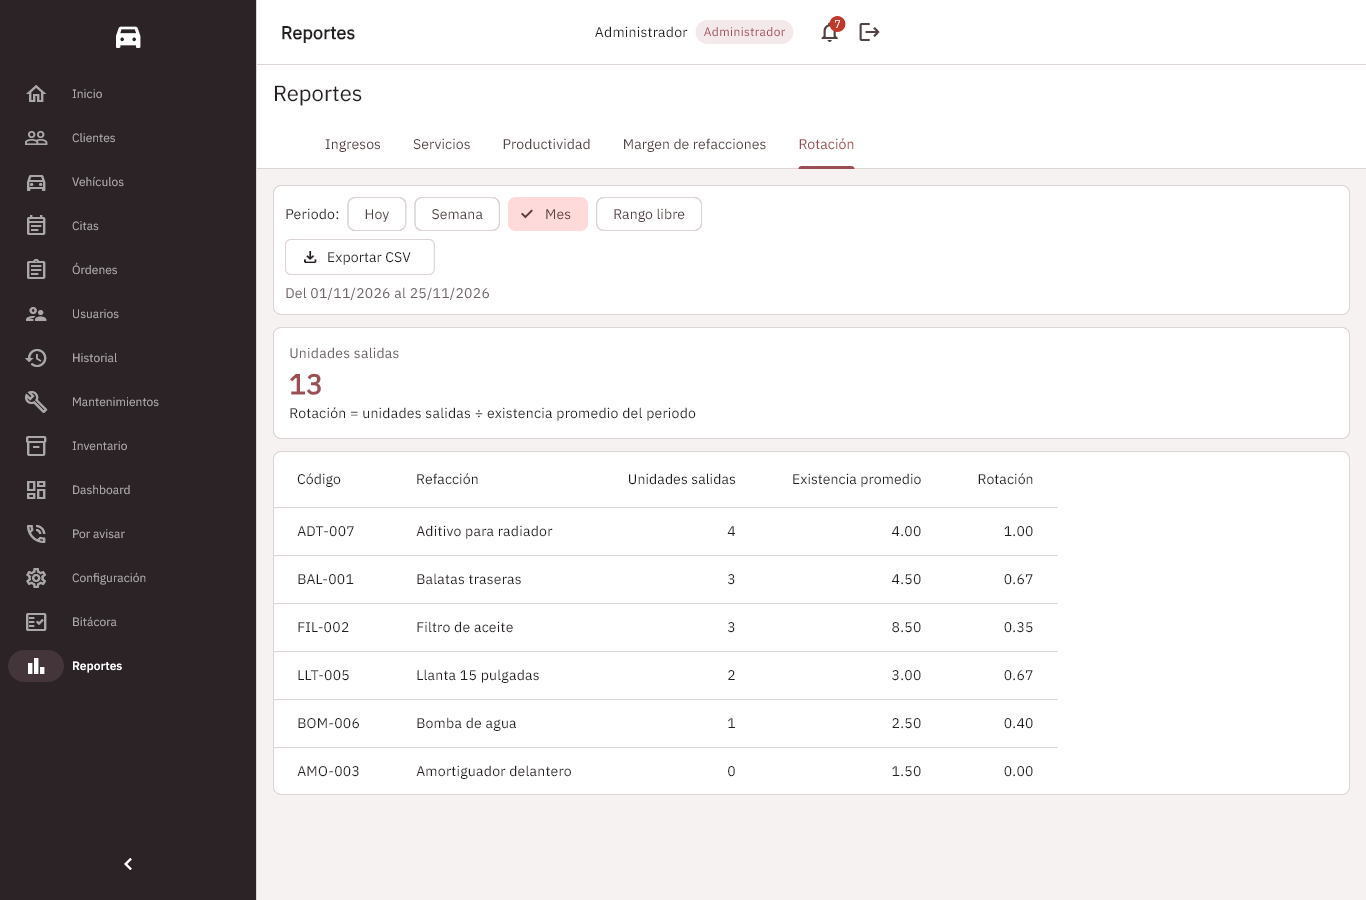 Reportes
Administrador
Administrador
7
Inicio
Clientes
Vehículos
Citas
Órdenes
Usuarios
Historial
Mantenimientos
Inventario
Dashboard
Por avisar
Configuración
Bitácora
Reportes
Reportes
Ingresos Servicios Productividad Margen de refacciones Rotación
Periodo: Hoy Semana Mes Rango libre
Exportar CSV
Del 01/11/2026 al 25/11/2026
Unidades salidas
13
Rotación = unidades salidas ÷ existencia promedio del periodo
Código Refacción Unidades salidas Existencia promedio Rotación
ADT-007 Aditivo para radiador 4 4.00 1.00
BAL-001 Balatas traseras 3 4.50 0.67
FIL-002 Filtro de aceite 3 8.50 0.35
LLT-005 Llanta 15 pulgadas 2 3.00 0.67
BOM-006 Bomba de agua 1 2.50 0.40
AMO-003 Amortiguador delantero 0 1.50 0.00